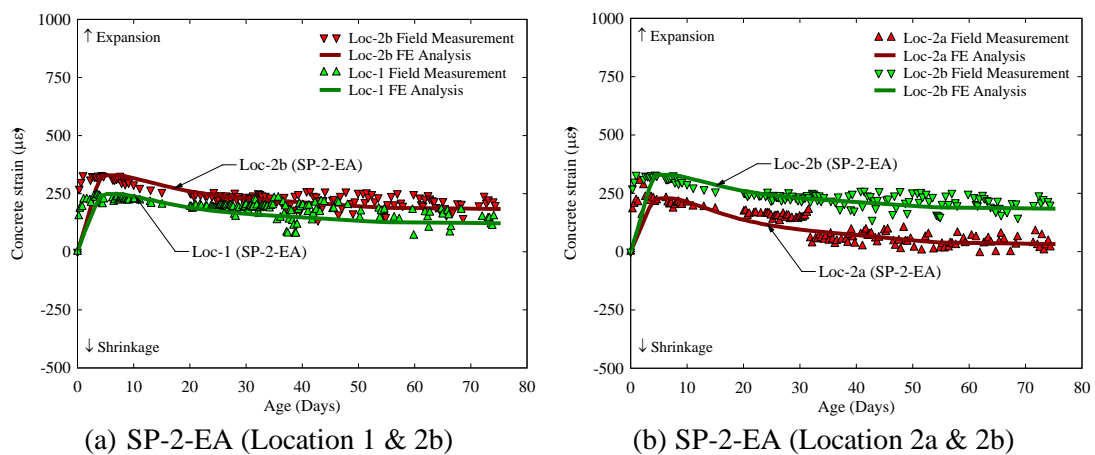 1000
750
500
250
0
-250
-500
Concrete strain (με)
↑ Expansion
Loc-2b Field Measurement
Loc-2b FE Analysis
Loc-1 Field Measurement
Loc-1 FE Analysis
Loc-2b (SP-2-EA)
Loc-1 (SP-2-EA)
↓ Shrinkage
0 10 20 30 40 50 60 70 80
Age (Days)
(a) SP-2-EA (Location 1 & 2b)
1000
750
500
250
0
-250
-500
Concrete strain (με)
↑ Expansion
Loc-2a Field Measurement
Loc-2a FE Analysis
Loc-2b Field Measurement
Loc-2b FE Analysis
Loc-2b (SP-2-EA)
Loc-2a (SP-2-EA)
↓ Shrinkage
0 10 20 30 40 50 60 70 80
Age (Days)
(b) SP-2-EA (Location 2a & 2b)